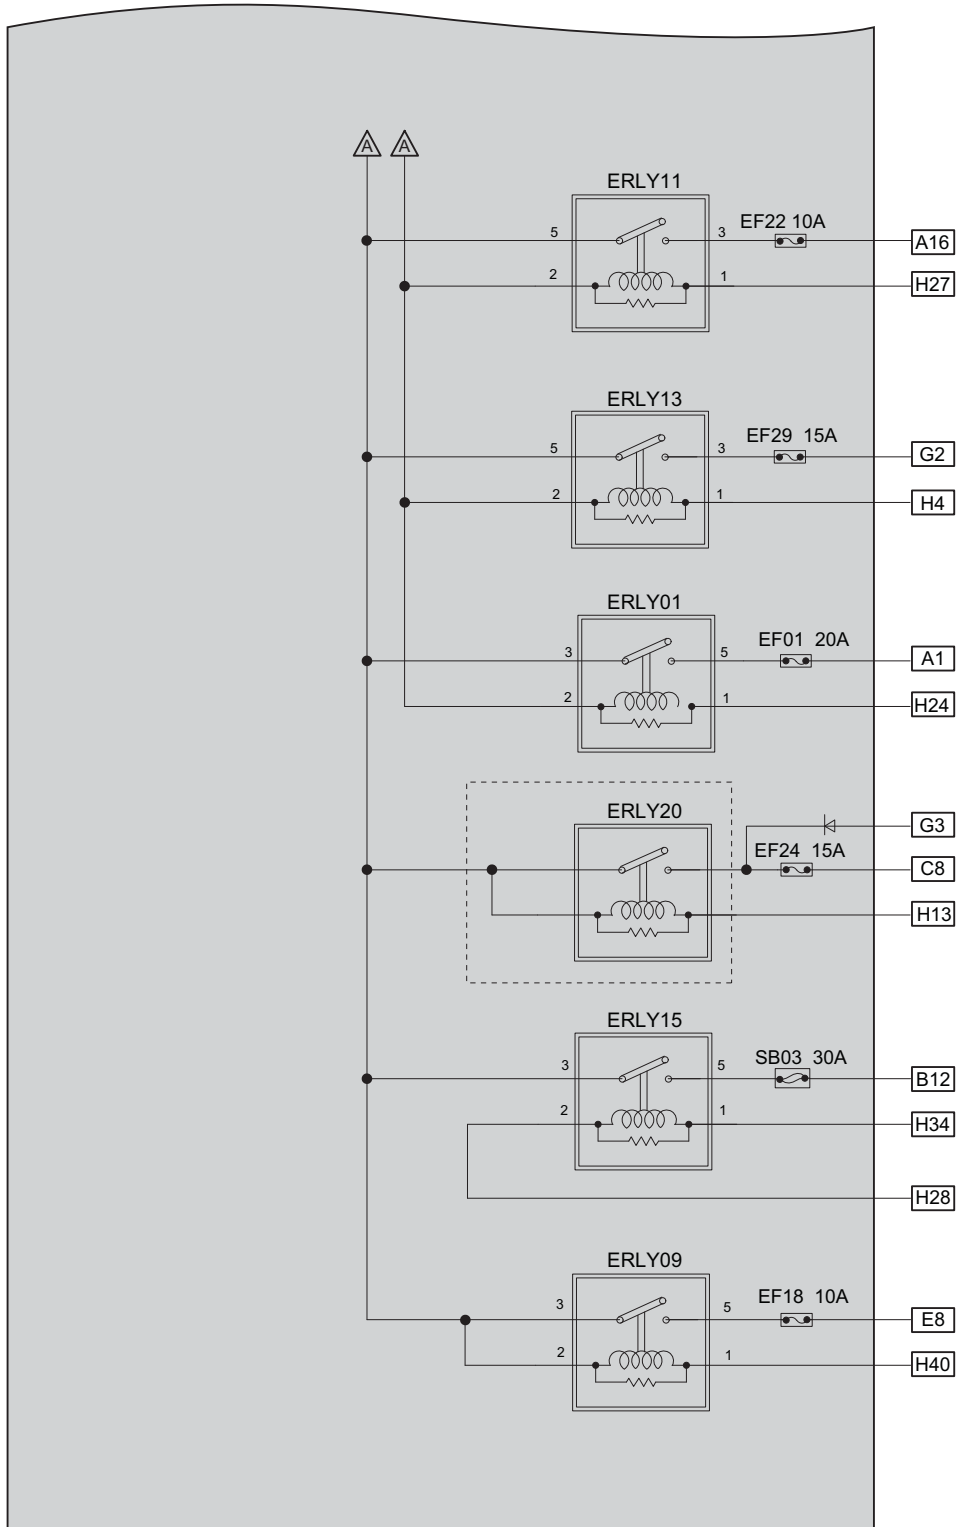 A A
ERLY11
EF22 10A
5 3 A16
2 1 H27
ERLY13
EF29 15A
5 3 G2
2 1 H4
ERLY01
EF01 20A
3 5 A1
2 1 H24
ERLY20
G3
EF24 15A
C8
H13
ERLY15
SB03 30A
3 5 B12
2 1 H34
H28
ERLY09
EF18 10A
3 5 E8
2 1 H40